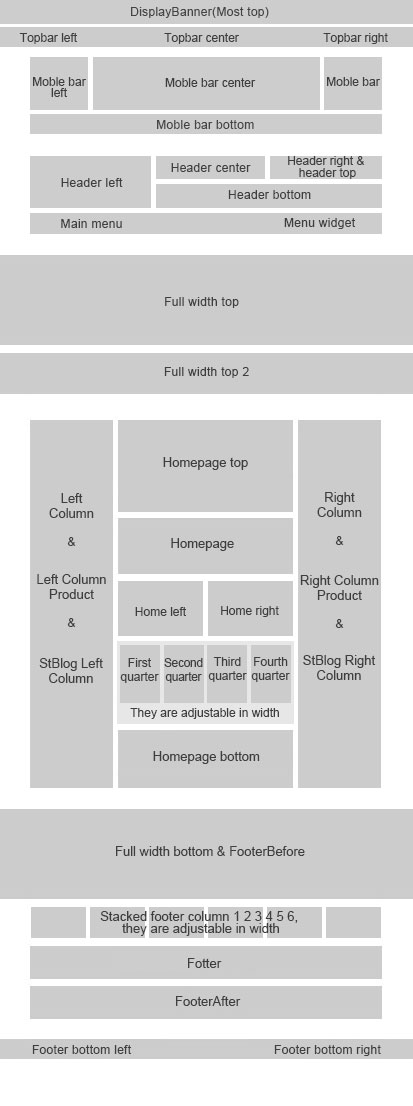 DisplayBanner(Most top)
Topbar left
Topbar center
Topbar right
Moble bar
left
Moble bar center
Moble bar
Moble bar bottom
Header left
Header center
Header right &
header top
Header bottom
Main menu
Menu widget
Full width top
Full width top 2
Left
Column
&
Left Column
Product
&
StBlog Left
Column
Homepage top
Homepage
Home left
Home right
First
quarter
Second
quarter
Third
quarter
Fourth
quarter
They are adjustable in width
Homepage bottom
Right
Column
&
Right Column
Product
&
StBlog Right
Column
Full width bottom & FooterBefore
Stacked footer column 1 2 3 4 5 6,
they are adjustable in width
Fotter
FooterAfter
Footer bottom left
Footer bottom right